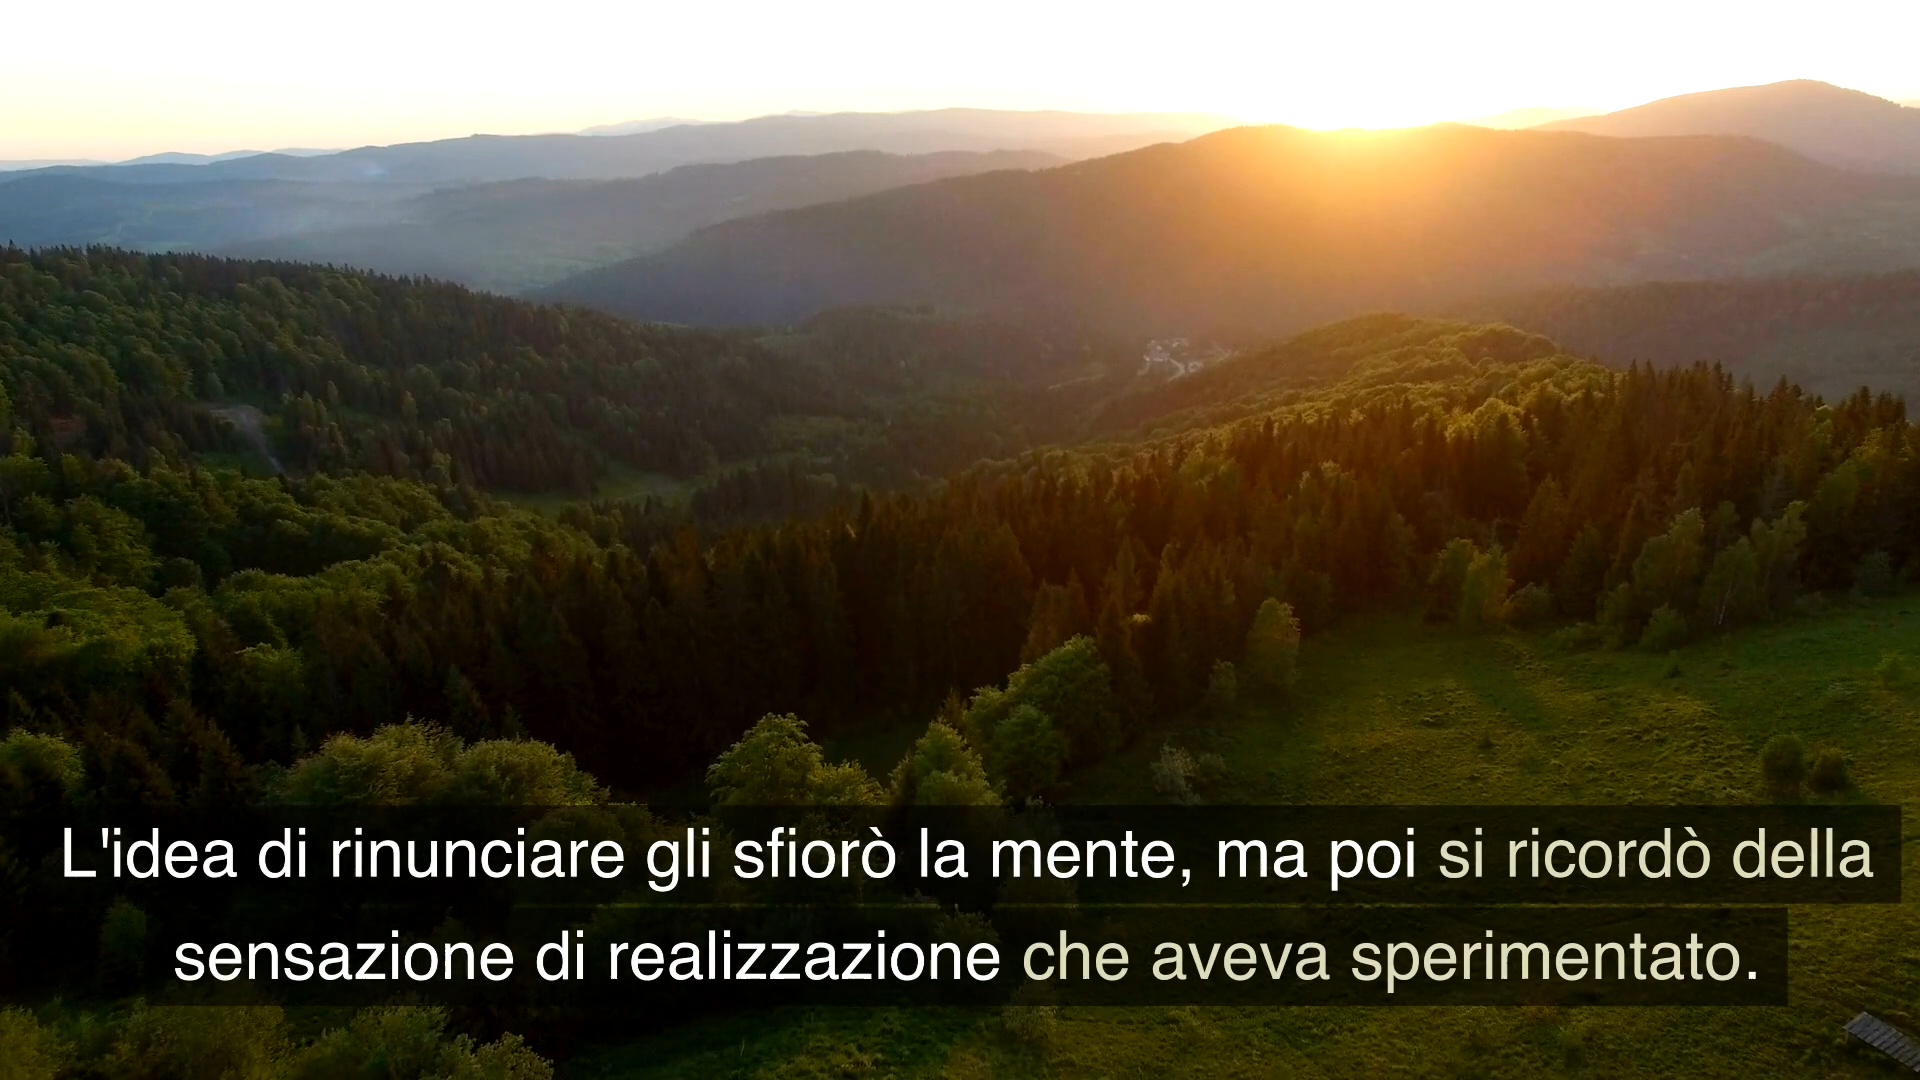 L'idea di rinunciare gli sfiorò la mente, ma poi si ricordò della
sensazione di realizzazione che aveva sperimentato.